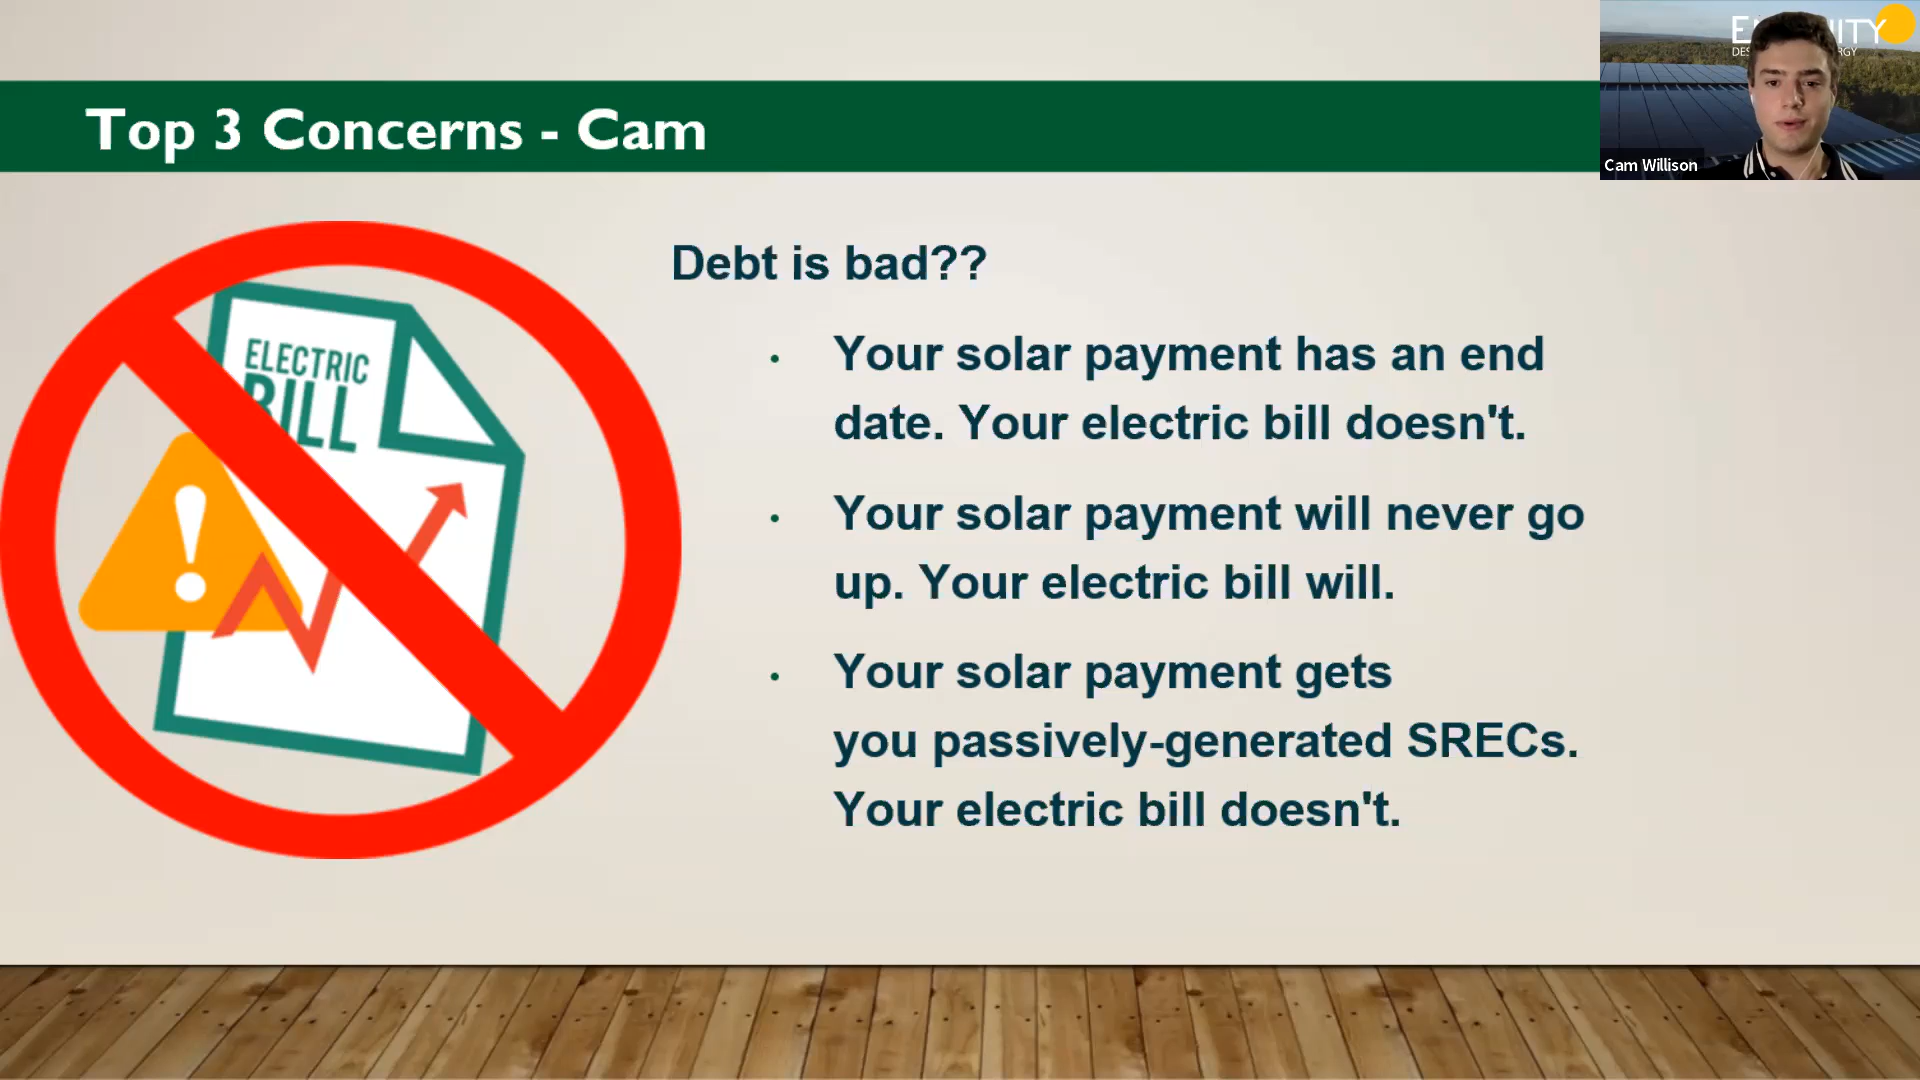 Top 3 Concerns - Cam
Cam Willison
ELECTRIC
BILL
Debt is bad??
• Your solar payment has an end
date. Your electric bill doesn't.
• Your solar payment will never go
up. Your electric bill will.
• Your solar payment gets
you passively-generated SRECs.
Your electric bill doesn't.